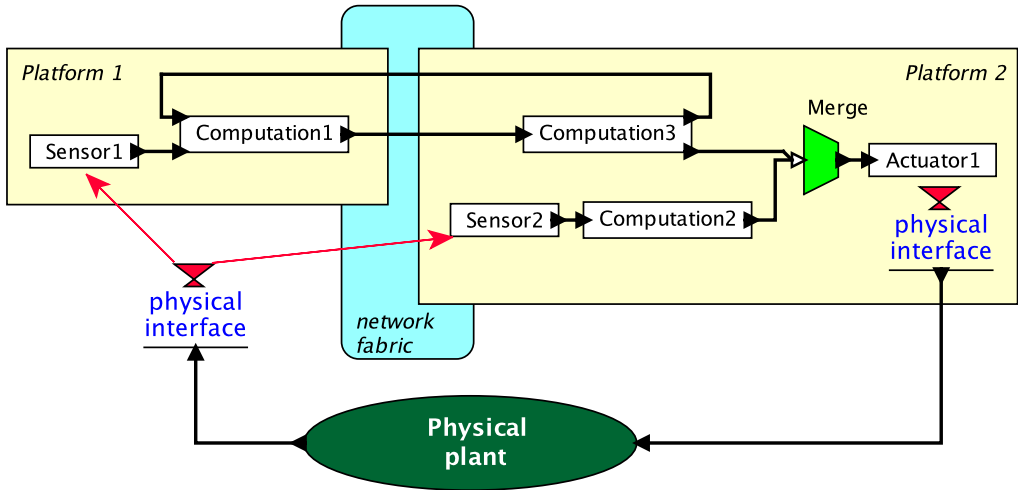 Platform 1
Platform 2
Merge
Computation1
Computation3
Sensor1
Actuator1
Sensor2
Computation2
physical
interface
physical
interface
network
fabric
Physical
plant